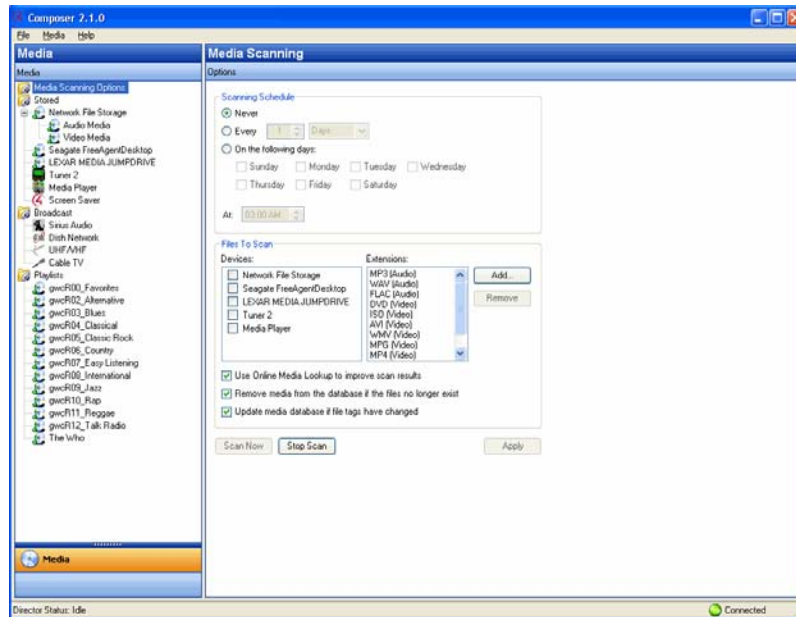 Composer 2.1.0
File Media Help
Media
Media Scanning
Media
Options
Media Scanning Options
Stored
Network File Storage
Audio Media
Video Media
Seagate FreeAgentDesktop
LEXAR MEDIA JUMPDRIVE
Tuner 2
Media Player
Screen Saver
Broadcast
Sirius Audio
Dish Network
UHF/VHF
Cable TV
Playlists
gwcR00_Favorites
gwcR02_Alternative
gwcR03_Blues
gwcR04_Classical
gwcR05_Classic Rock
gwcR06_Country
gwcR07_Easy Listening
gwcR08_International
gwcR09_Jazz
gwcR10_Rap
gwcR11_Reggae
gwcR12_Talk Radio
The Who
Media
Scanning Schedule
Never
Every 1 Days
On the following days:
Sunday Monday Tuesday Wednesday
Thursday Friday Saturday
At: 03:00 AM
Files To Scan
Devices:
Network File Storage
Seagate FreeAgentDesktop
LEXAR MEDIA JUMPDRIVE
Tuner 2
Media Player
Extensions:
MP3 (Audio)
WAV (Audio)
FLAC (Audio)
DVD (Video)
ISO (Video)
AVI (Video)
WMV (Video)
MPG (Video)
MP4 (Video)
Add...
Remove
Use Online Media Lookup to improve scan results
Remove media from the database if the files no longer exist
Update media database if file tags have changed
Scan Now Stop Scan Apply
Director Status: Idle
Connected